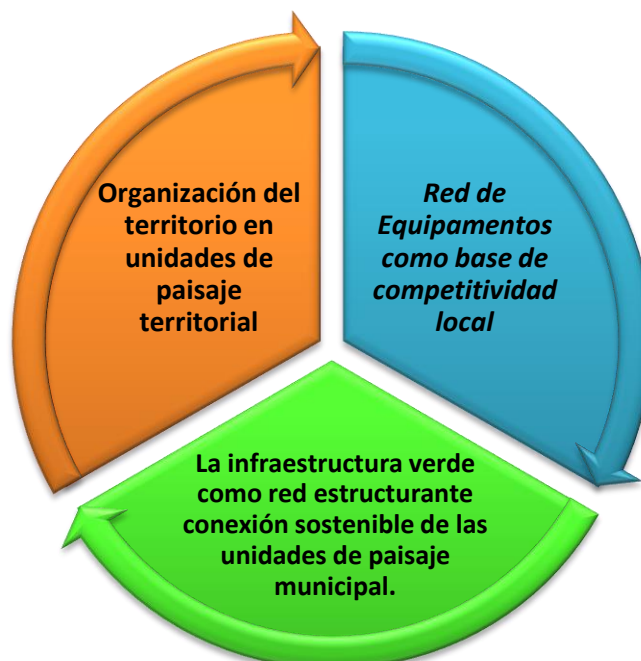 Organización del
territorio en
unidades de
paisaje
territorial
Red de
Equipamentos
como base de
competitividad
local
La infraestructura verde
como red estructurante
conexión sostenible de las
unidades de paisaje
municipal.